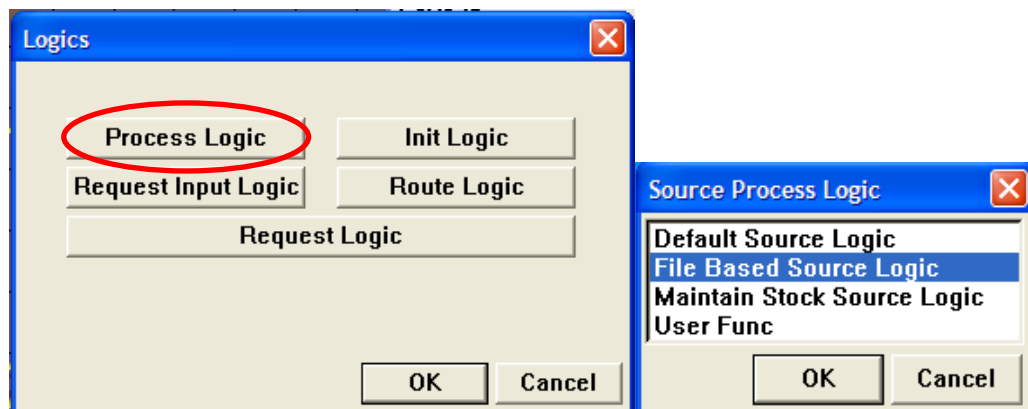 Logics
Process Logic
Init Logic
Request Input Logic
Route Logic
Request Logic
OK
Cancel
Source Process Logic
Default Source Logic
File Based Source Logic
Maintain Stock Source Logic
User Func
OK
Cancel